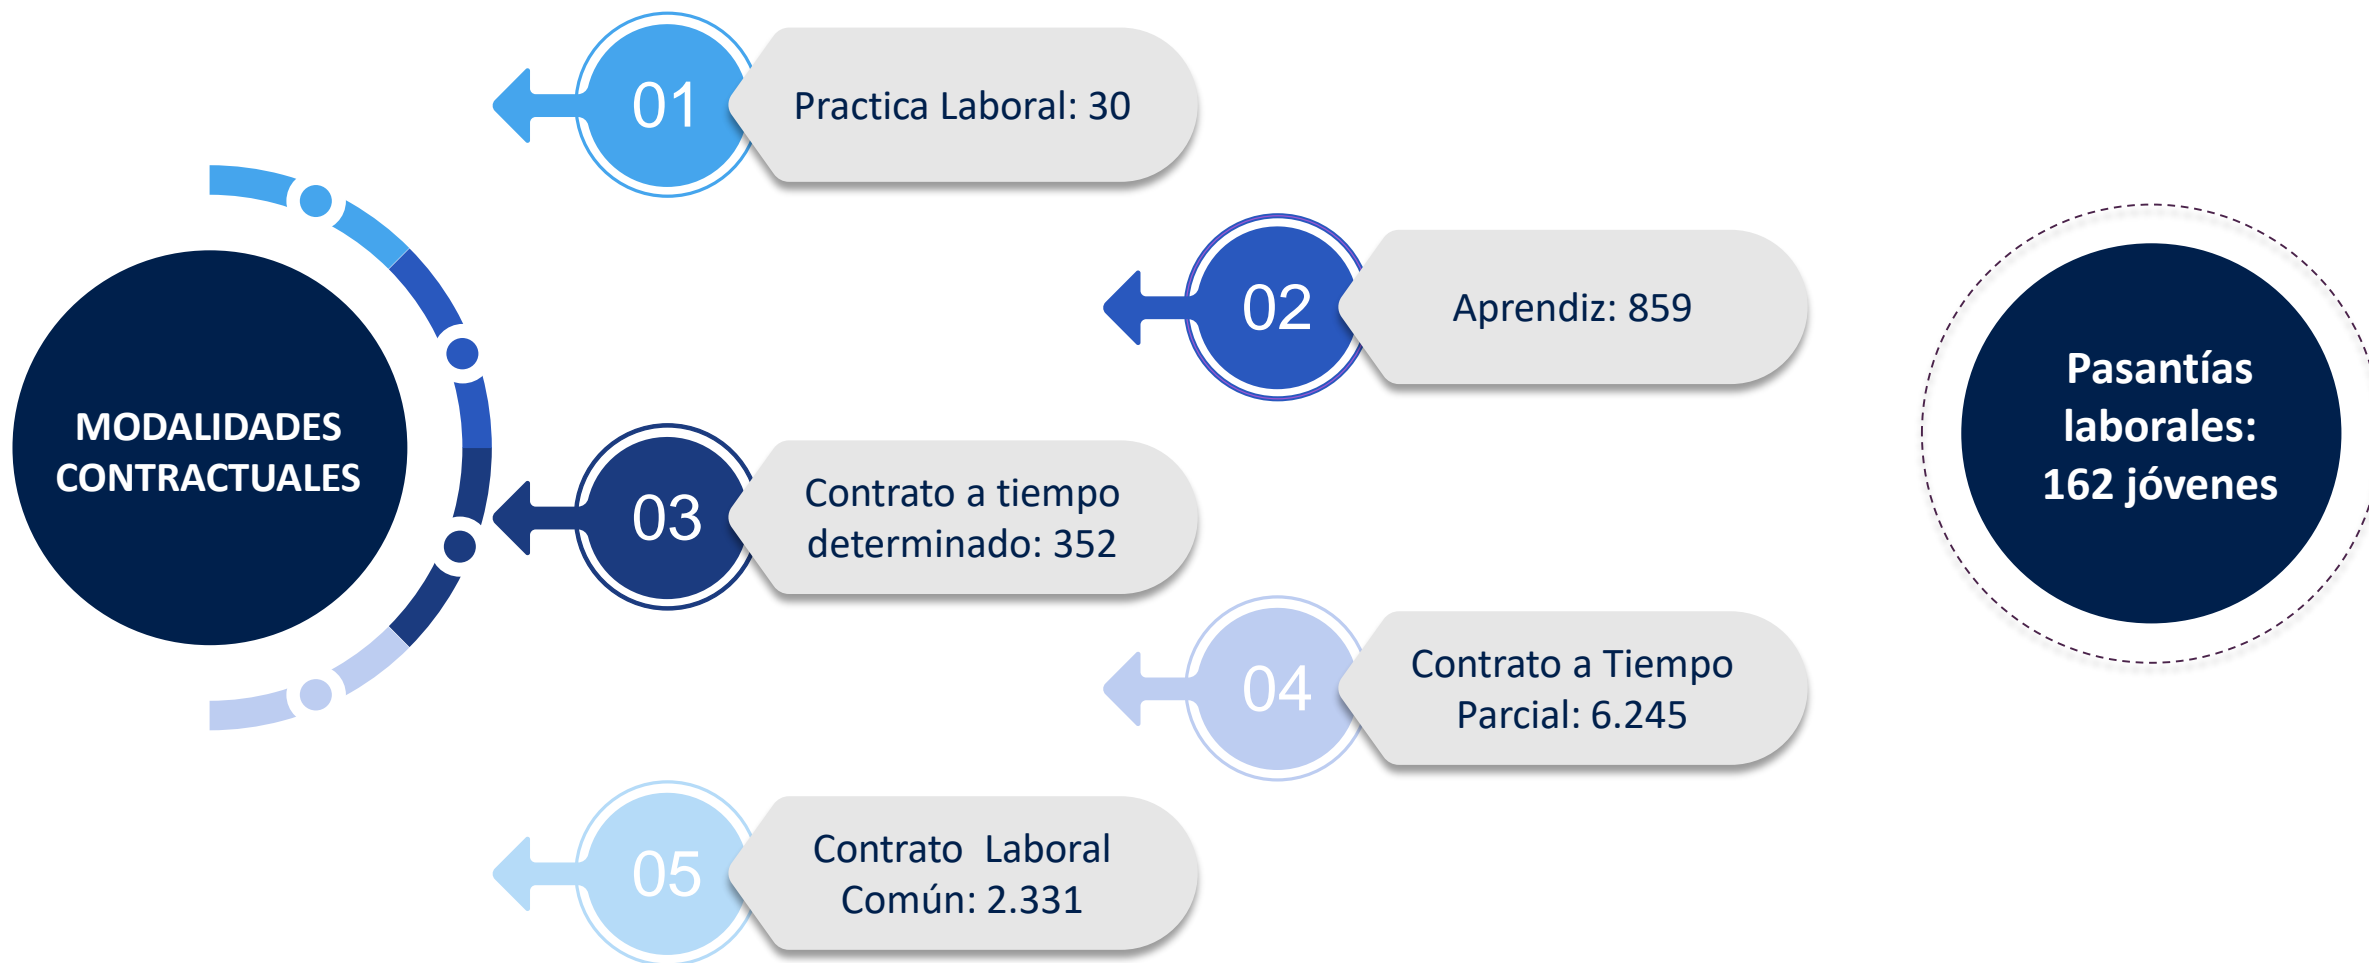 MODALIDADES
CONTRACTUALES
01
Practica Laboral: 30
02
Aprendiz: 859
03
Contrato a tiempo
determinado: 352
04
Contrato a Tiempo
Parcial: 6.245
05
Contrato  Laboral
Común: 2.331
Pasantías
laborales:
162 jóvenes